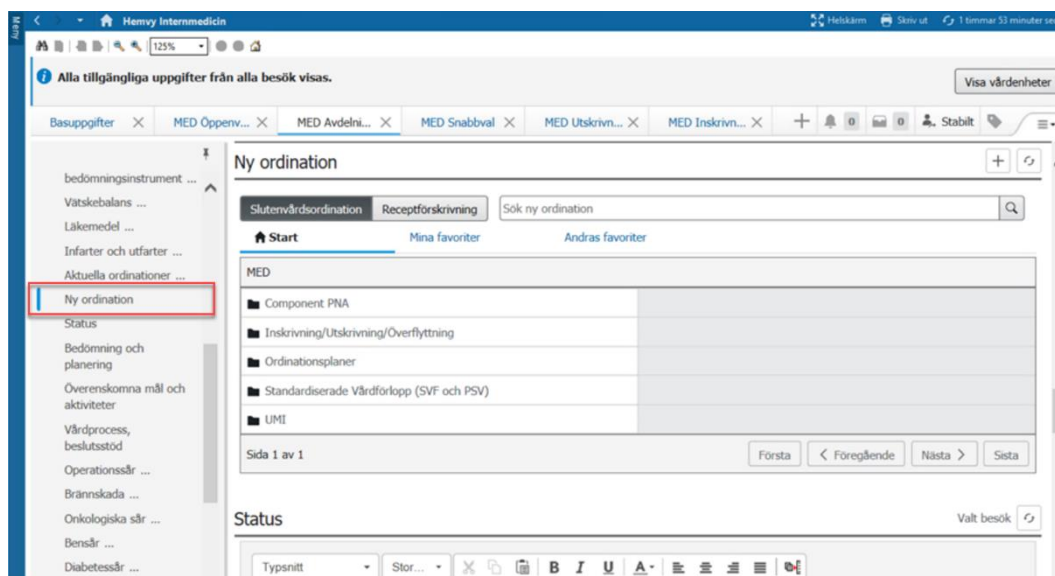 Meny
Hemvy Internmedicin
Helskärm Skriv ut 1 timmar 53 minuter se
125%
Alla tillgängliga uppgifter från alla besök visas.
Visa vårdenheter
Basuppgifter MED Öppenv... MED Avdelni... MED Snabbval MED Utskrivn... MED Inskrivn... 0 0 Stabilt
bedömningsinstrument ...
Vätskebalans ...
Läkemedel ...
Infarter och utfarter ...
Aktuella ordinationer ...
Ny ordination
Status
Bedömning och
planering
Överenskomna mål och
aktiviteter
Vårdprocess,
beslutsstöd
Operationssår ...
Brännskada ...
Onkologiska sår ...
Bensår ...
Diabetessår ...
Ny ordination
Slutenvårdsordination Receptförskrivning Sök ny ordination
Start Mina favoriter Andras favoriter
MED
Component PNA
Inskrivning/Utskrivning/Överflyttning
Ordinationsplaner
Standardiserade Vårdförlopp (SVF och PSV)
UMI
Sida 1 av 1 Första Föregående Nästa Sista
Status Valt besök
Typsnitt Stor... B I U A